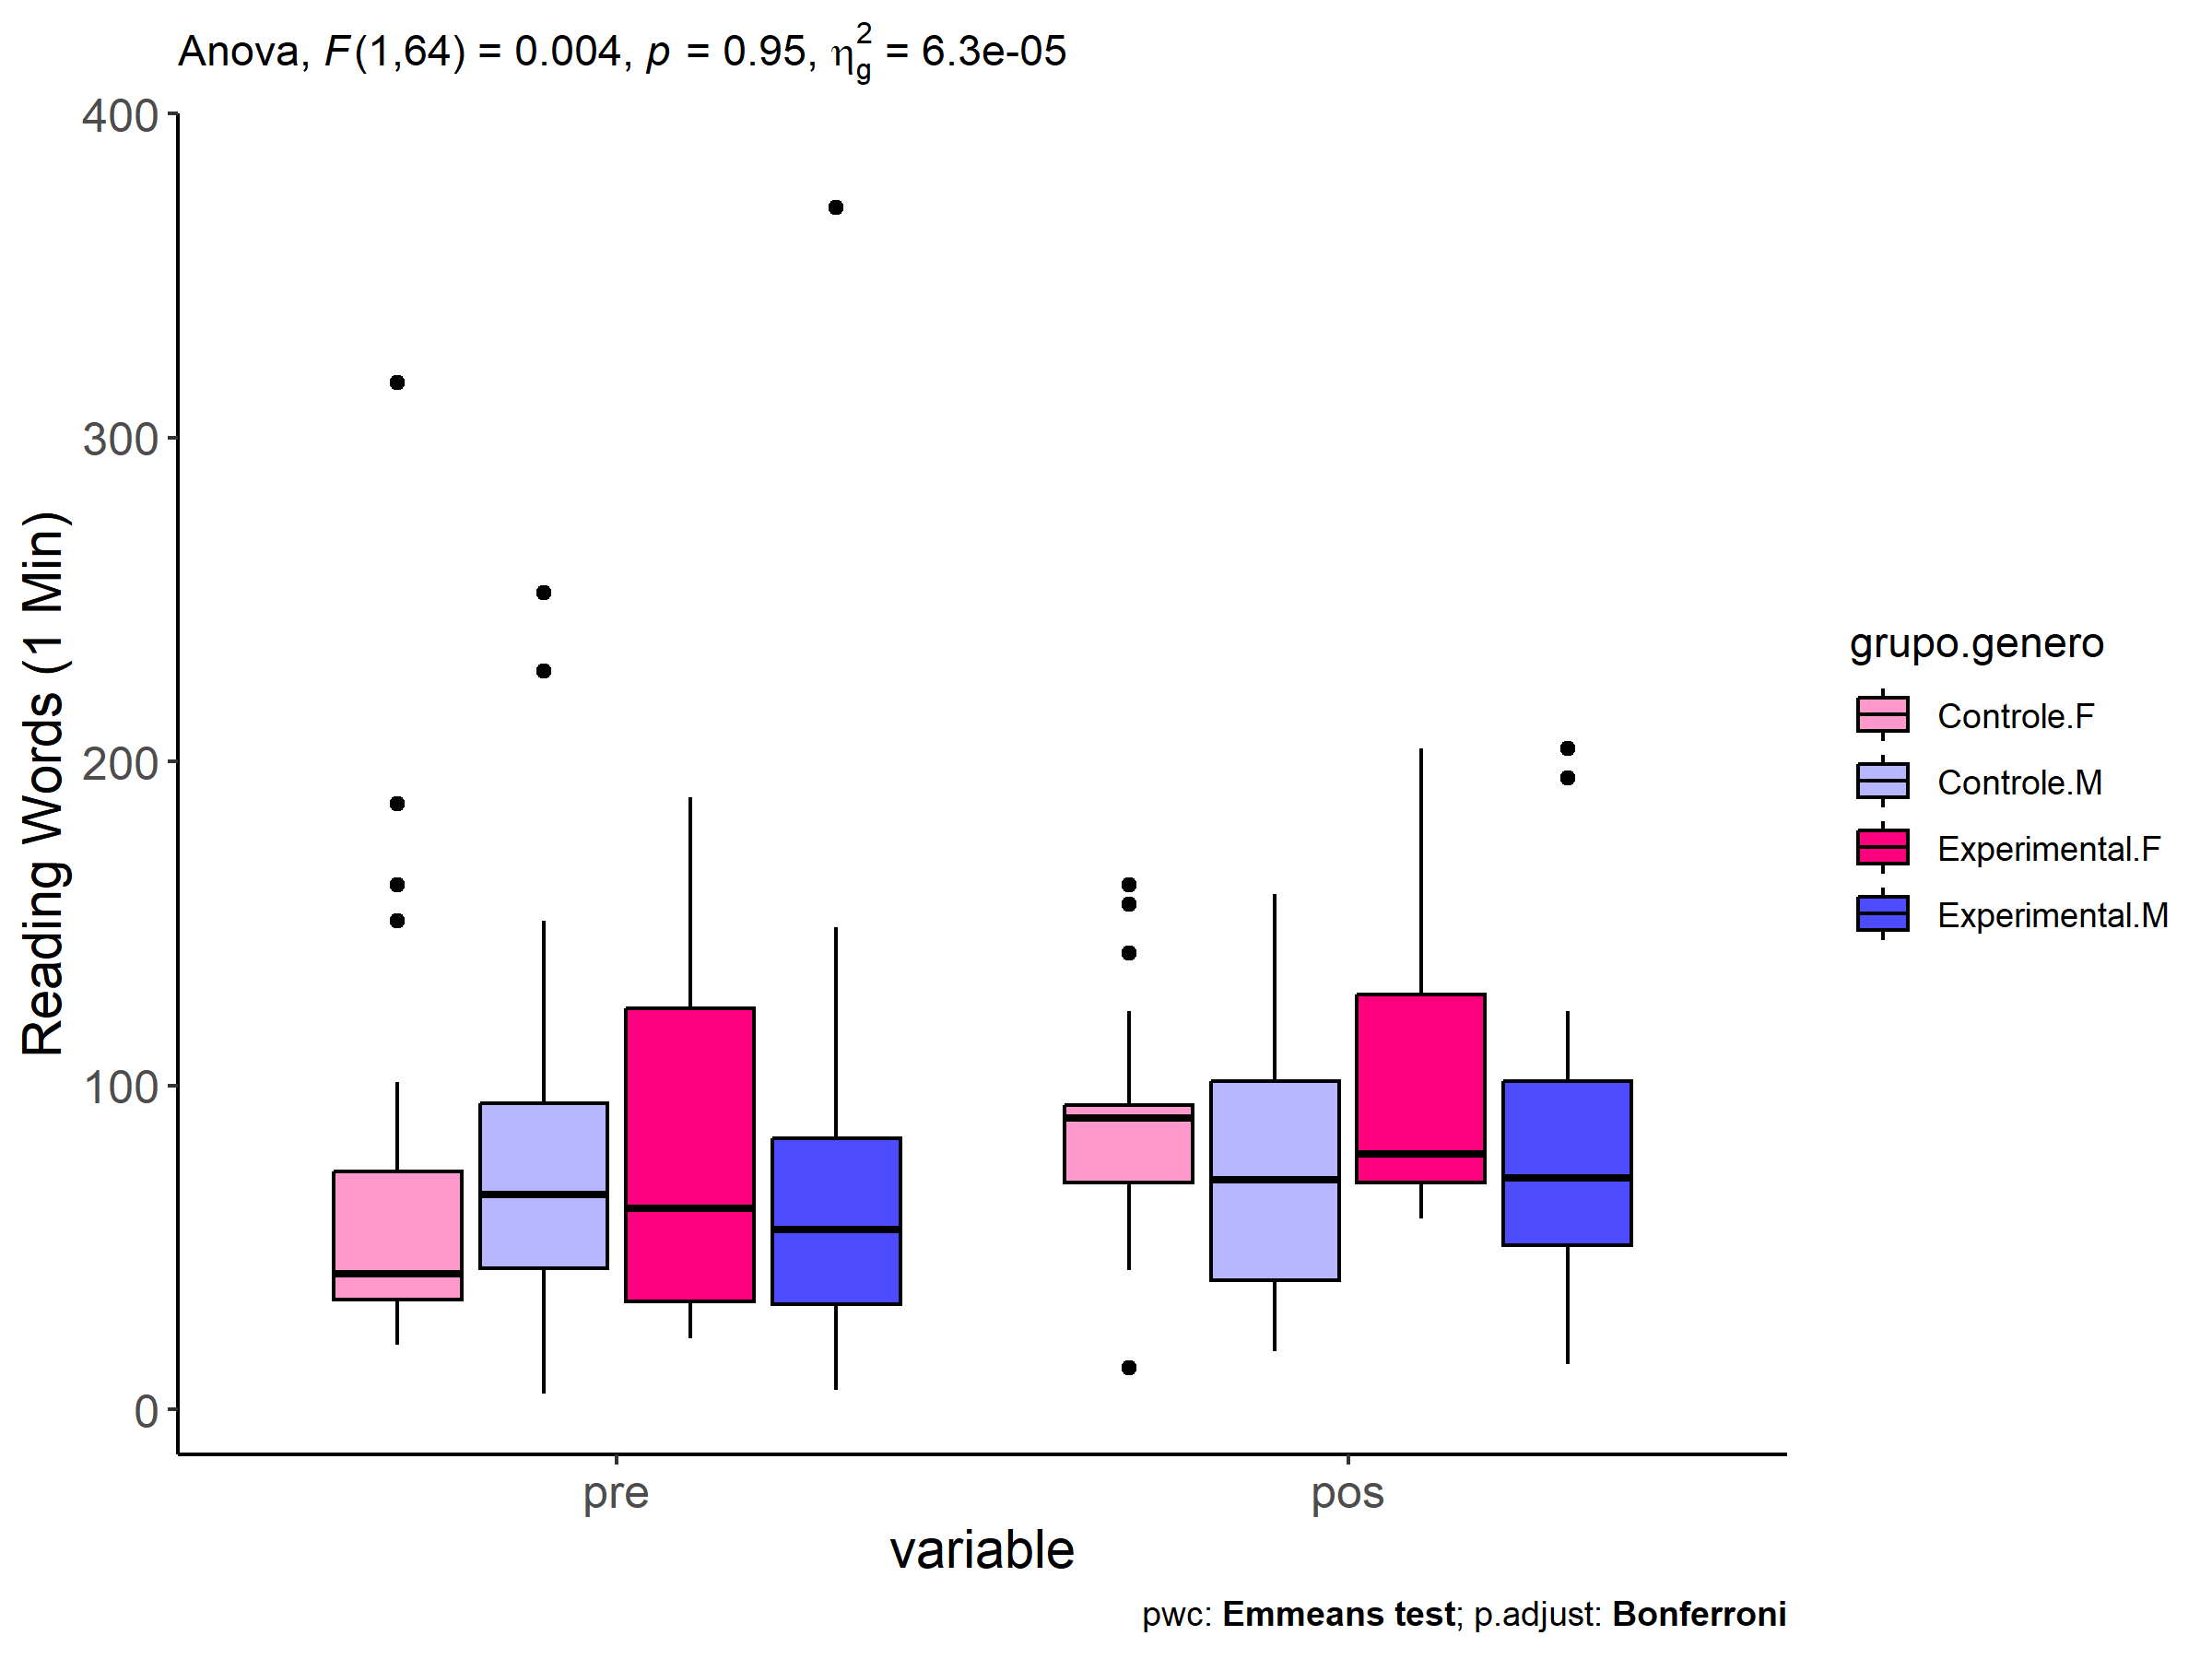 Anova, F(1,64) = 0.004, p = 0.95, η²g = 6.3e-05
400
300
200
100
0
Reading Words (1 Min)
pre
pos
variable
grupo.genero
Controle.F
Controle.M
Experimental.F
Experimental.M
pwc: Emmeans test; p.adjust: Bonferroni